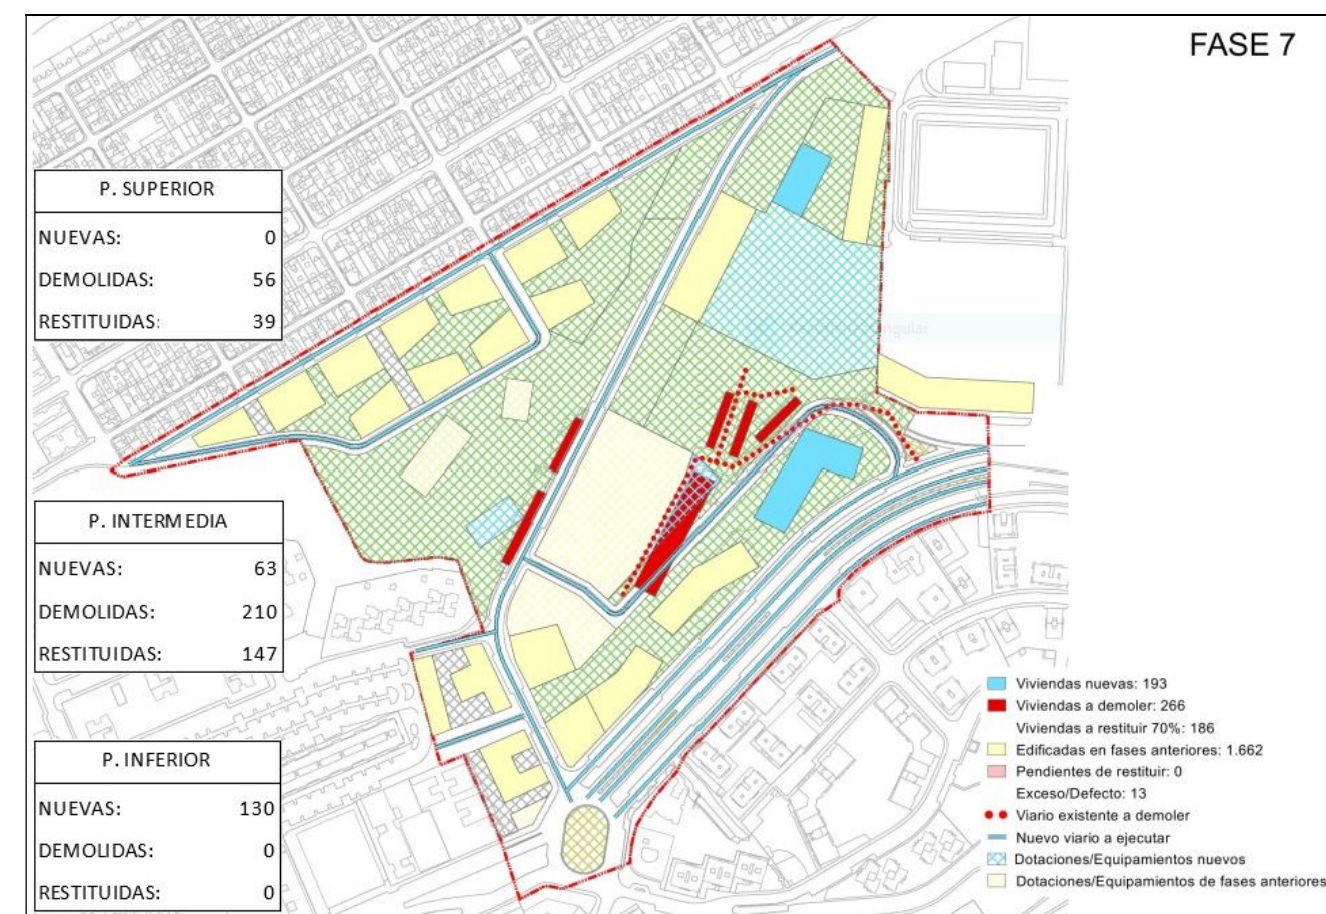 FASE 7
P. SUPERIOR
NUEVAS: 0
DEMOLIDAS: 56
RESTITUIDAS: 39
P. INTERMEDIA
NUEVAS: 63
DEMOLIDAS: 210
RESTITUIDAS: 147
P. INFERIOR
NUEVAS: 130
DEMOLIDAS: 0
RESTITUIDAS: 0
Viviendas nuevas: 193
Viviendas a demoler: 266
Viviendas a restituir 70%: 186
Edificadas en fases anteriores: 1.662
Pendientes de restituir: 0
Exceso/Defecto: 13
Viario existente a demoler
Nuevo viario a ejecutar
Dotaciones/Equipamientos nuevos
Dotaciones/Equipamientos de fases anteriores